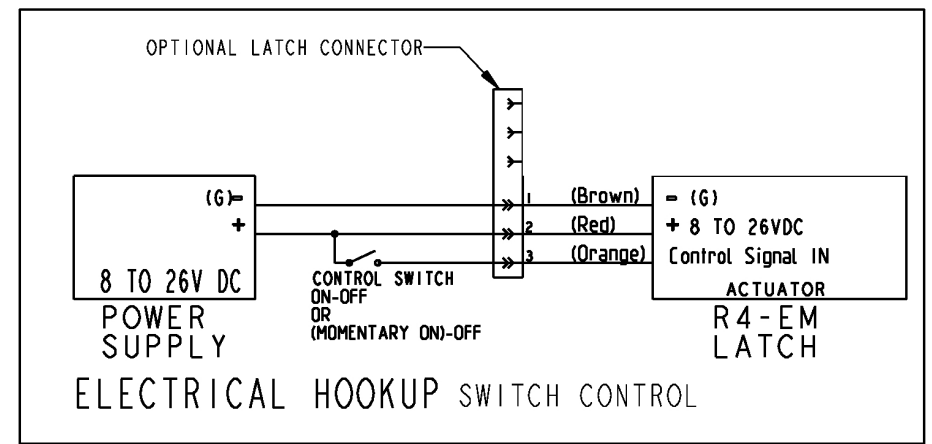 OPTIONAL LATCH CONNECTOR
(G)-
+
8 TO 26V DC
POWER
SUPPLY
CONTROL SWITCH
ON-OFF
OR
(MOMENTARY ON)-OFF
1 (Brown)
2 (Red)
3 (Orange)
- (G)
+ 8 TO 26VDC
Control Signal IN
ACTUATOR
R4-EM
LATCH
ELECTRICAL HOOKUP SWITCH CONTROL